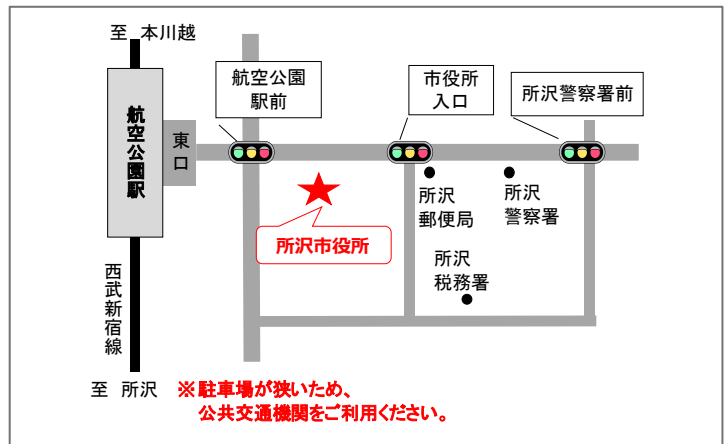 至 本川越
航空公園
駅前
市役所
入口
所沢警察署前
航空公園駅
東口
所沢
郵便局
所沢
警察署
所沢市役所
所沢
税務署
西武新宿線
至 所沢
※駐車場が狭いため、
公共交通機関をご利用ください。